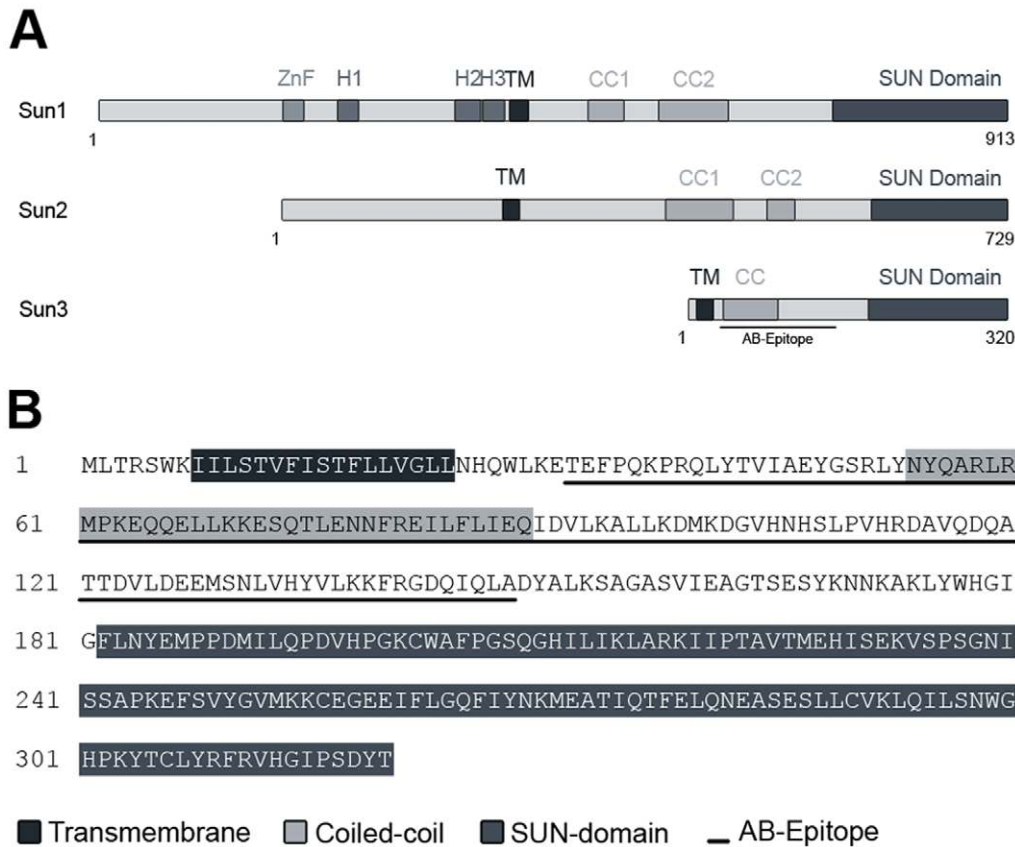 A
ZnF H1 H2H3TM CC1 CC2 SUN Domain
Sun1
1 913
TM CC1 CC2 SUN Domain
Sun2
1 729
TM CC SUN Domain
Sun3
1 AB-Epitope 320
B
1 MLTRSWKIILSTVFISTFLLVGLLNHQWLKETEFPQKPRQLYTVIAEYGSRLYNYQARLR
61 MPKEQQELLKKESQTLENNFREILFLIEQIDVLKALLKDMKDGVHNHSLPVHRDAVQDQA
121 TTDVLDEEMSNLVHYVLKKFRGDQIQLADYALKSAGASVIEAGTSESYKNNKAKLYWHGI
181 GFLNYEMPPDMILQPDVHPGKCWAFPGSQGHILIKLARKIIPTAVTMEHISEKVSPSGNI
241 SSAPKEFSVYGVMKKCEGEEIFLGQFIYNKMEATIQTFELQNEASESLLCVKLQILSNWG
301 HPKYTCLYRFRVHGIPSDYT
Transmembrane Coiled-coil SUN-domain AB-Epitope